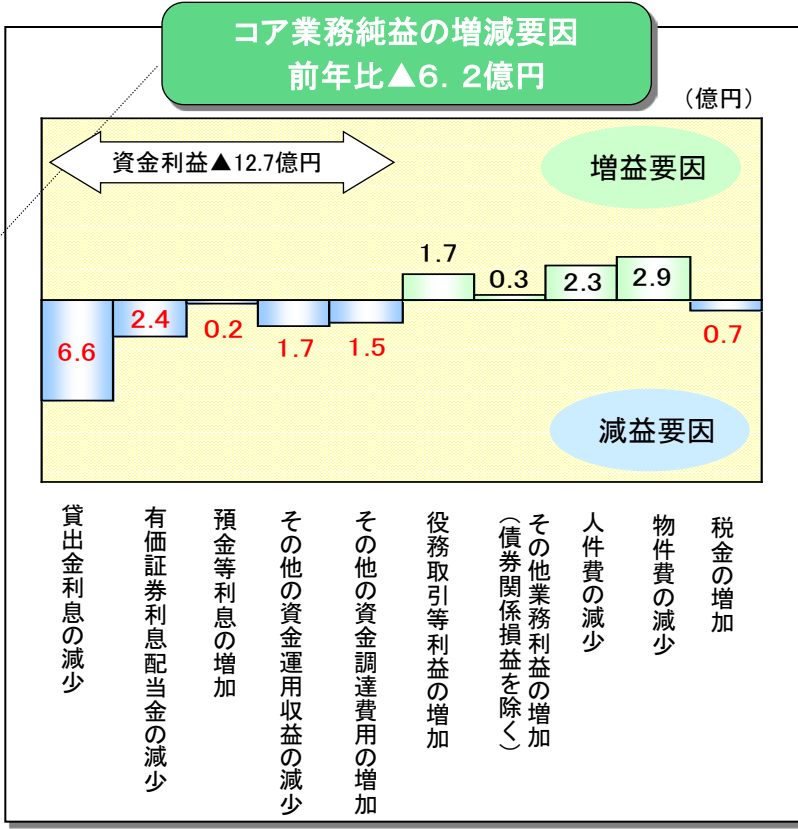 コア業務純益の増減要因
前年比▲6．2億円
（億円）
資金利益▲12.7億円
増益要因
1.7
0.3
2.3
2.9
6.6
2.4
0.2
1.7
1.5
0.7
減益要因
貸出金利息の減少
有価証券利息配当金の減少
預金等利息の増加
その他の資金運用収益の減少
その他の資金調達費用の増加
役務取引等利益の増加
その他業務利益の増加
（債券関係損益を除く）
人件費の減少
物件費の減少
税金の増加